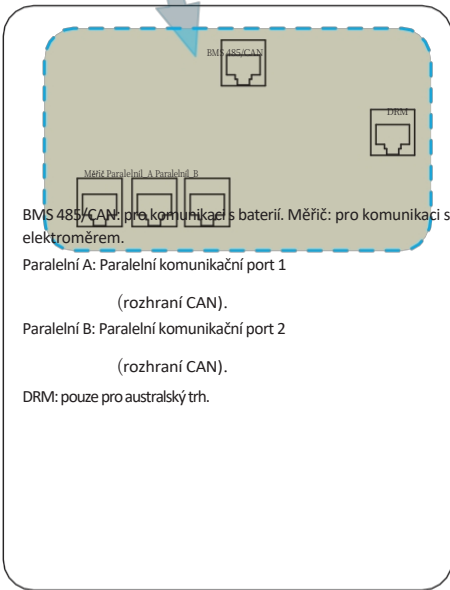 BMS 485/CAN
DRM
Měřič Paralelní_A Paralelní_B
BMS 485/CAN: pro komunikaci s baterií. Měřič: pro komunikaci s
elektroměrem.
Paralelní A: Paralelní komunikační port 1
(rozhraní CAN).
Paralelní B: Paralelní komunikační port 2
(rozhraní CAN).
DRM: pouze pro australský trh.